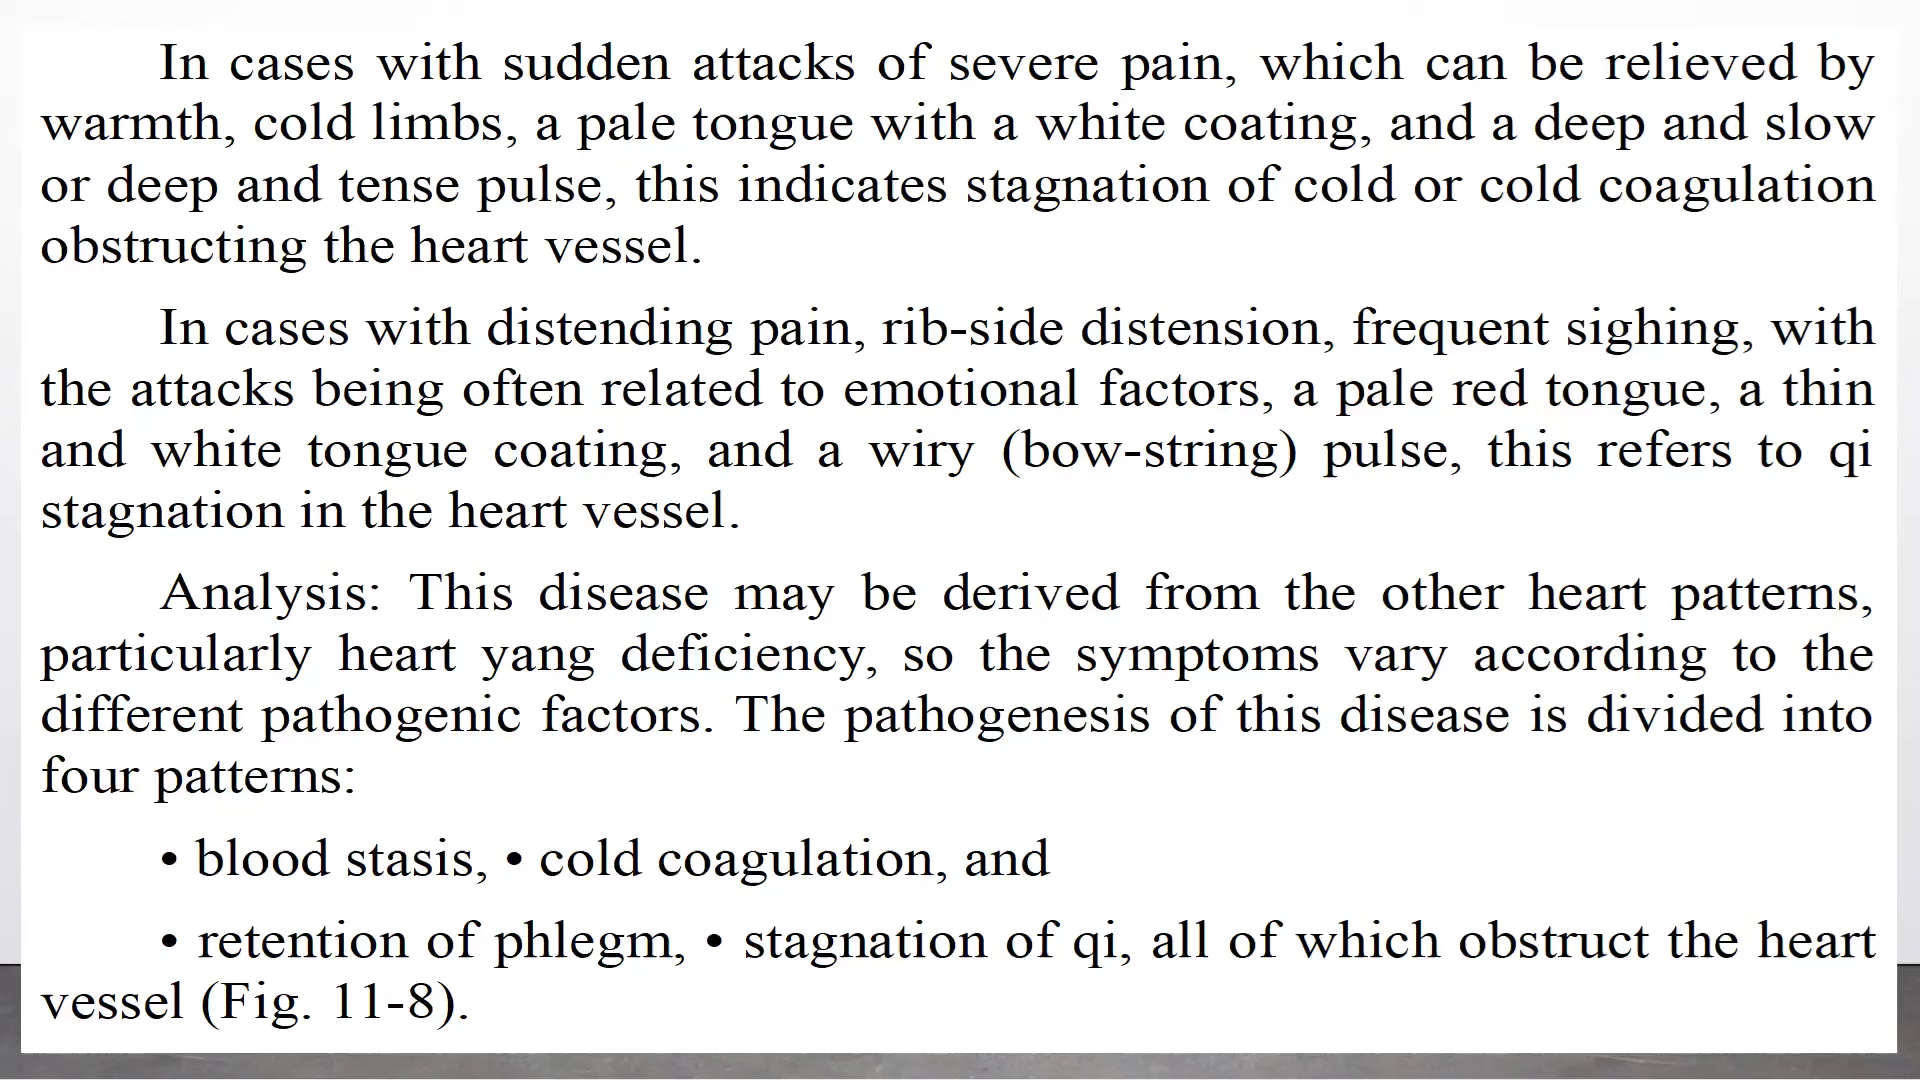 In cases with sudden attacks of severe pain, which can be relieved by
warmth, cold limbs, a pale tongue with a white coating, and a deep and slow
or deep and tense pulse, this indicates stagnation of cold or cold coagulation
obstructing the heart vessel.
In cases with distending pain, rib-side distension, frequent sighing, with
the attacks being often related to emotional factors, a pale red tongue, a thin
and white tongue coating, and a wiry (bow-string) pulse, this refers to qi
stagnation in the heart vessel.
Analysis: This disease may be derived from the other heart patterns,
particularly heart yang deficiency, so the symptoms vary according to the
different pathogenic factors. The pathogenesis of this disease is divided into
four patterns:
• blood stasis, • cold coagulation, and
• retention of phlegm, • stagnation of qi, all of which obstruct the heart
vessel (Fig. 11-8).